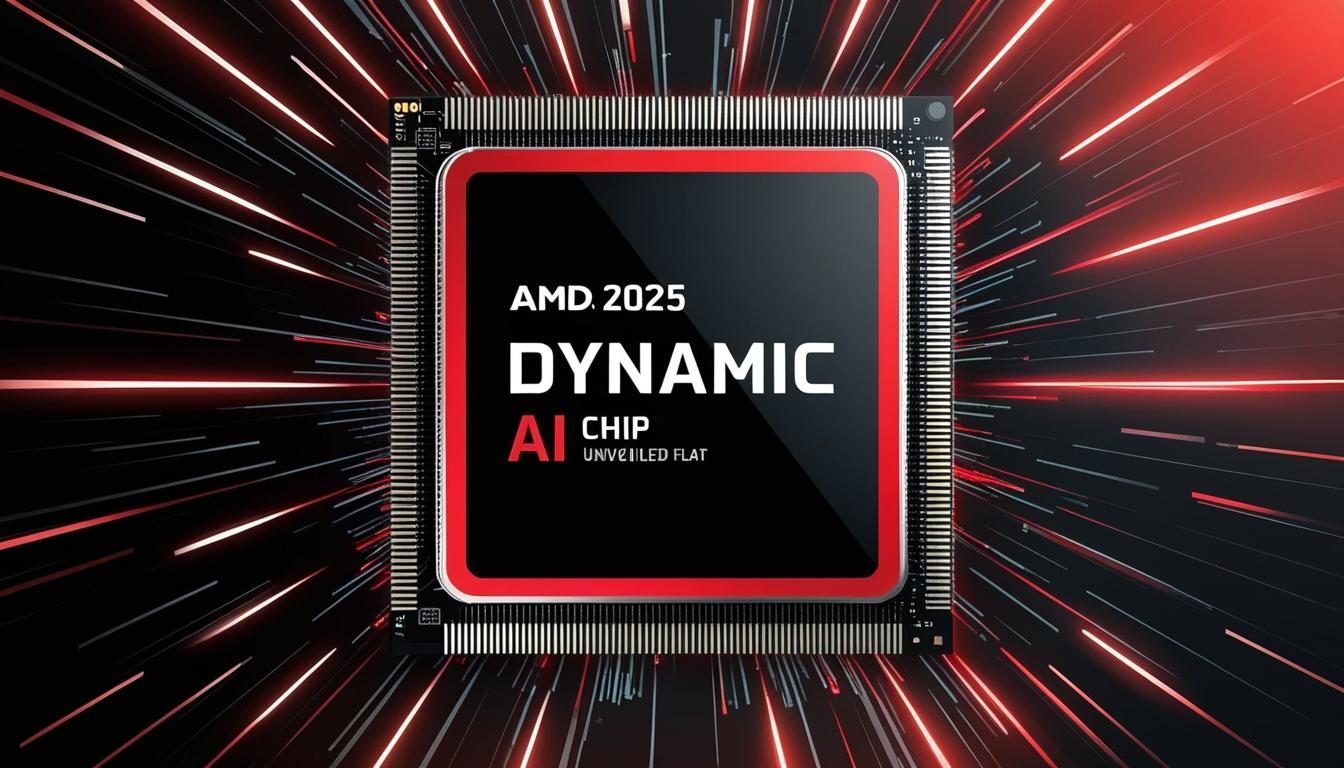 AMD. 2025
DYNAMIC
AI CHIP
UNVEIILED FLAT